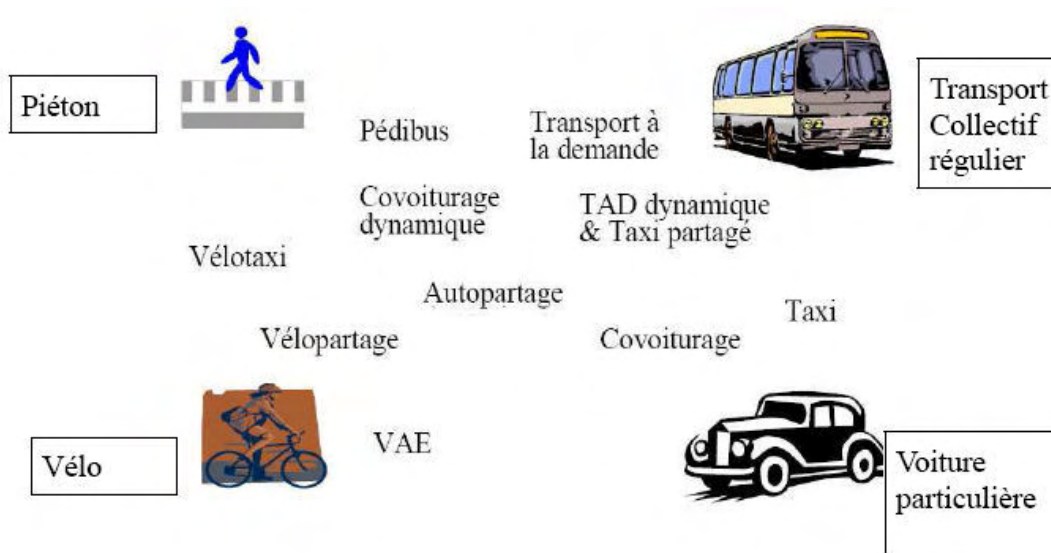 Piéton
Pédibus
Transport à
la demande
Transport
Collectif
régulier
Covoiturage
dynamique
TAD dynamique
& Taxi partagé
Vélotaxi
Autopartage
Taxi
Vélopartage
Covoiturage
Vélo
VAE
Voiture
particulière